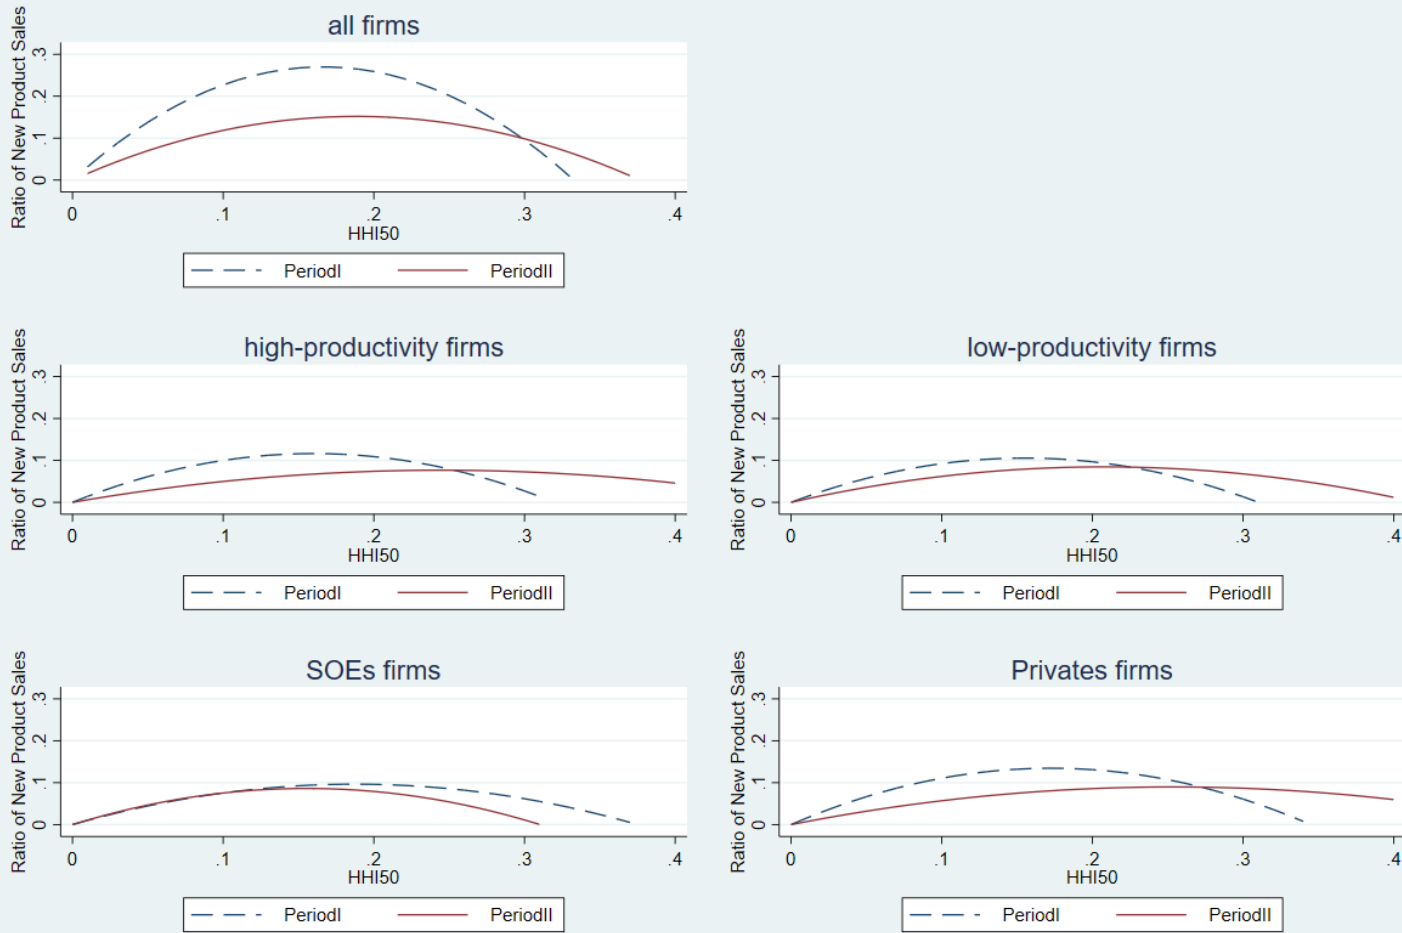 all firms
Ratio of New Product Sales
.3
.2
.1
0
0 .1 .2 .3 .4
HHI50
PeriodI PeriodII
high-productivity firms
Ratio of New Product Sales
.3
.2
.1
0
0 .1 .2 .3 .4
HHI50
PeriodI PeriodII
low-productivity firms
Ratio of New Product Sales
.3
.2
.1
0
0 .1 .2 .3 .4
HHI50
PeriodI PeriodII
SOEs firms
Ratio of New Product Sales
.3
.2
.1
0
0 .1 .2 .3 .4
HHI50
PeriodI PeriodII
Privates firms
Ratio of New Product Sales
.3
.2
.1
0
0 .1 .2 .3 .4
HHI50
PeriodI PeriodII